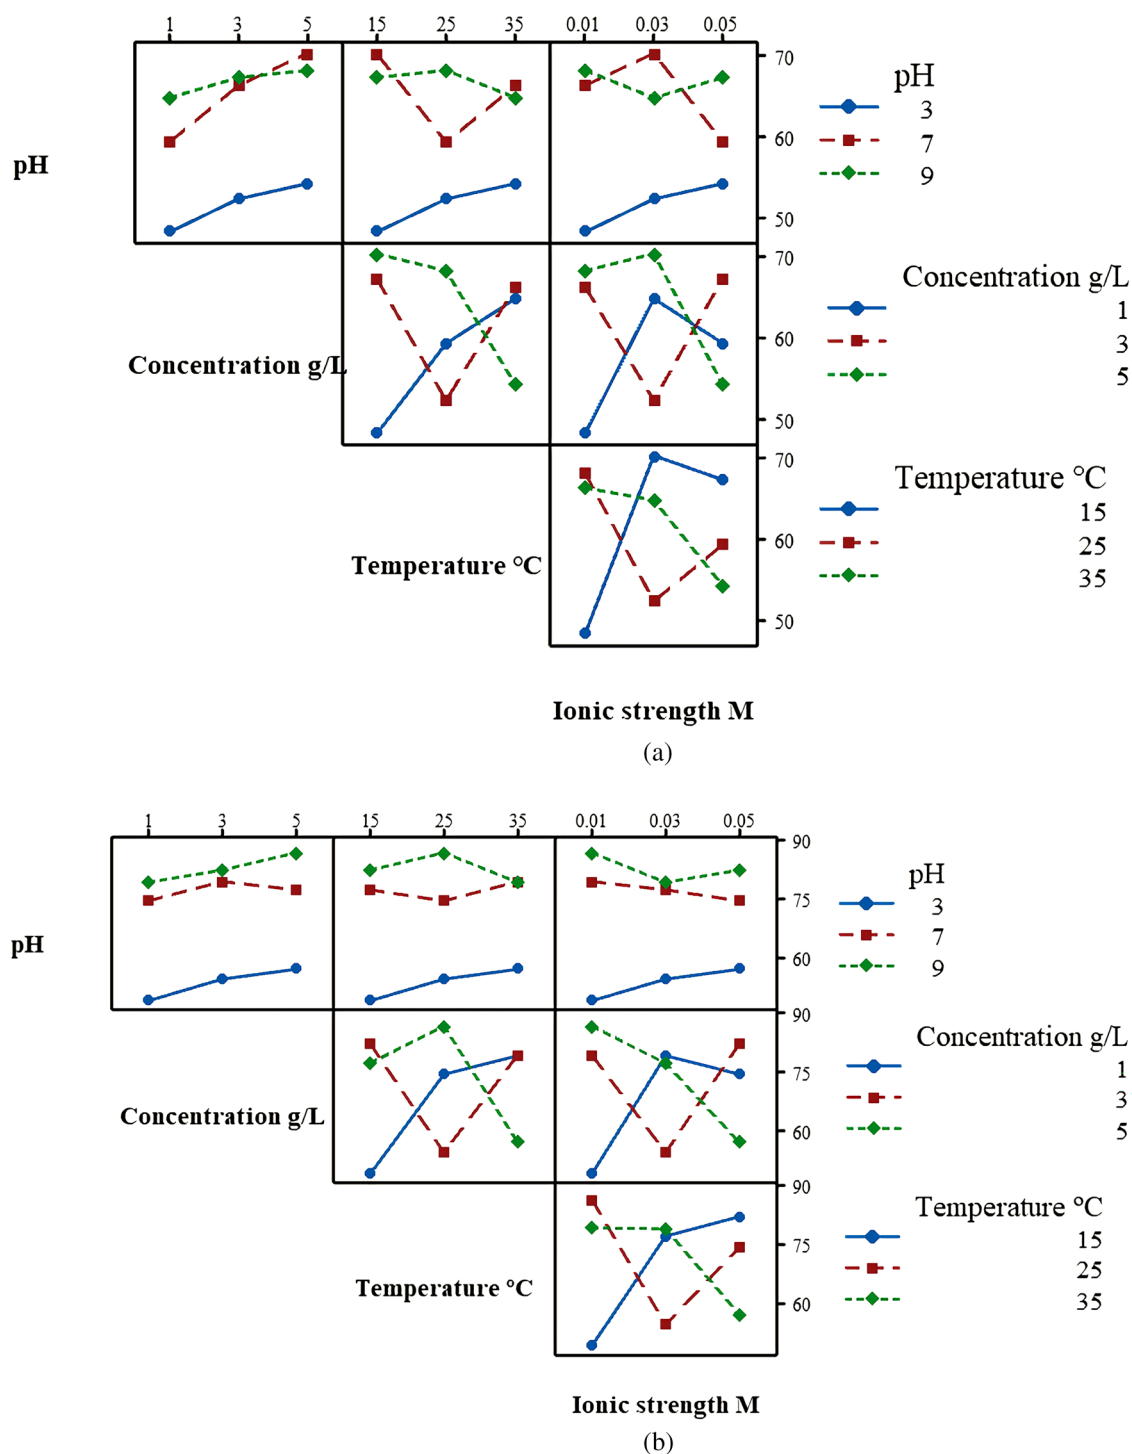 1 3 5 15 25 35 0.01 0.03 0.05
70
pH
3
60
7
pH
9
50
70
Concentration g/L
1
60
3
Concentration g/L
5
50
70
Temperature °C
15
60
25
Temperature °C
35
50
Ionic strength M
(a)
1 3 5 15 25 35 0.01 0.03 0.05
90
pH
75
3
7
pH
60
9
90
Concentration g/L
75
1
3
Concentration g/L
60
5
90
Temperature °C
75
15
25
Temperature °C
60
35
Ionic strength M
(b)